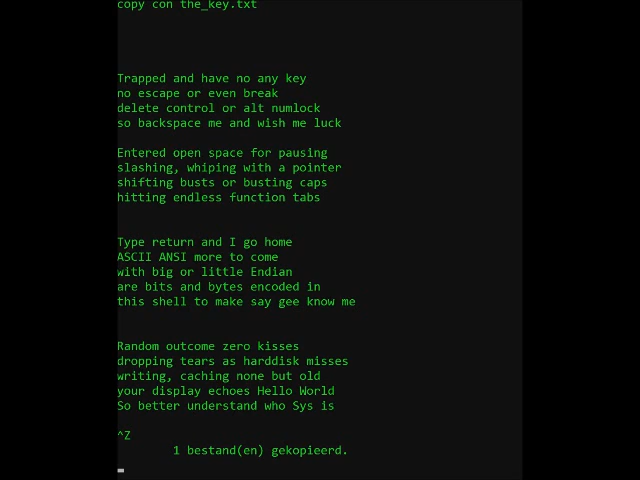 copy con the_key.txt
Trapped and have no any key
no escape or even break
delete control or alt numlock
so backspace me and wish me luck
Entered open space for pausing
slashing, whiping with a pointer
shifting busts or busting caps
hitting endless function tabs
Type return and I go home
ASCII ANSI more to come
with big or little Endian
are bits and bytes encoded in
this shell to make say gee know me
Random outcome zero kisses
dropping tears as harddisk misses
writing, caching none but old
your display echoes Hello World
So better understand who Sys is
^Z
1 bestand(en) gekopieerd.